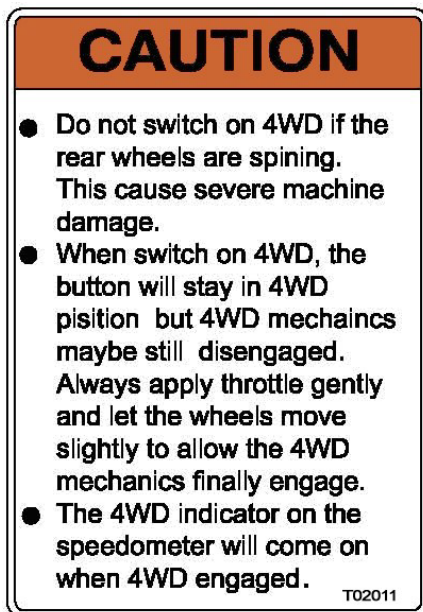 CAUTION
● Do not switch on 4WD if the
rear wheels are spining.
This cause severe machine
damage.
● When switch on 4WD, the
button will stay in 4WD
pisition but 4WD mechaincs
maybe still disengaged.
Always apply throttle gently
and let the wheels move
slightly to allow the 4WD
mechanics finally engage.
● The 4WD indicator on the
speedometer will come on
when 4WD engaged.
T02011